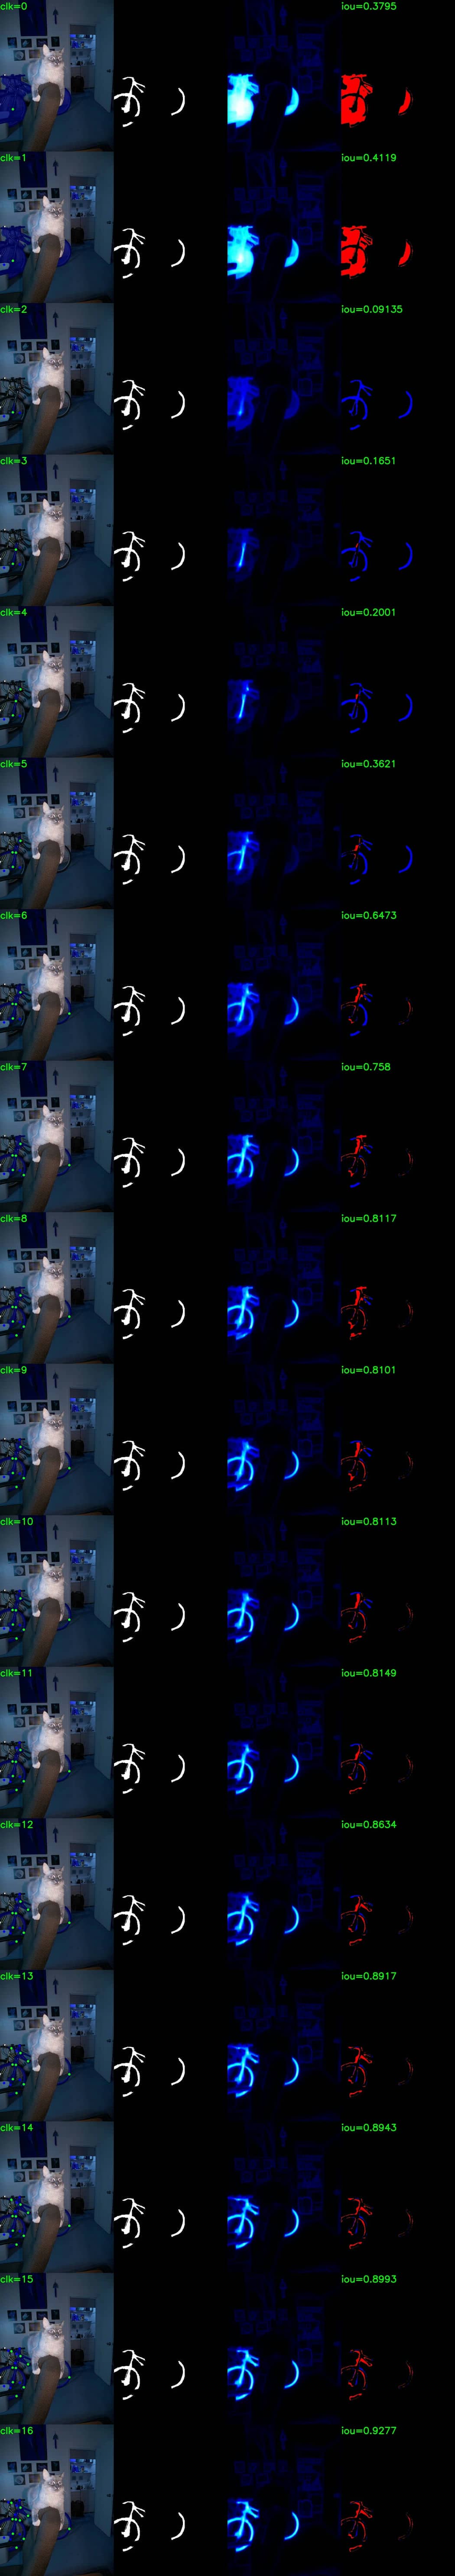 clk=0 iou=0.3795
clk=1 iou=0.4119
clk=2 iou=0.09135
clk=3 iou=0.1651
clk=4 iou=0.2001
clk=5 iou=0.3621
clk=6 iou=0.6473
clk=7 iou=0.758
clk=8 iou=0.8117
clk=9 iou=0.8101
clk=10 iou=0.8113
clk=11 iou=0.8149
clk=12 iou=0.8634
clk=13 iou=0.8917
clk=14 iou=0.8943
clk=15 iou=0.8993
clk=16 iou=0.9277